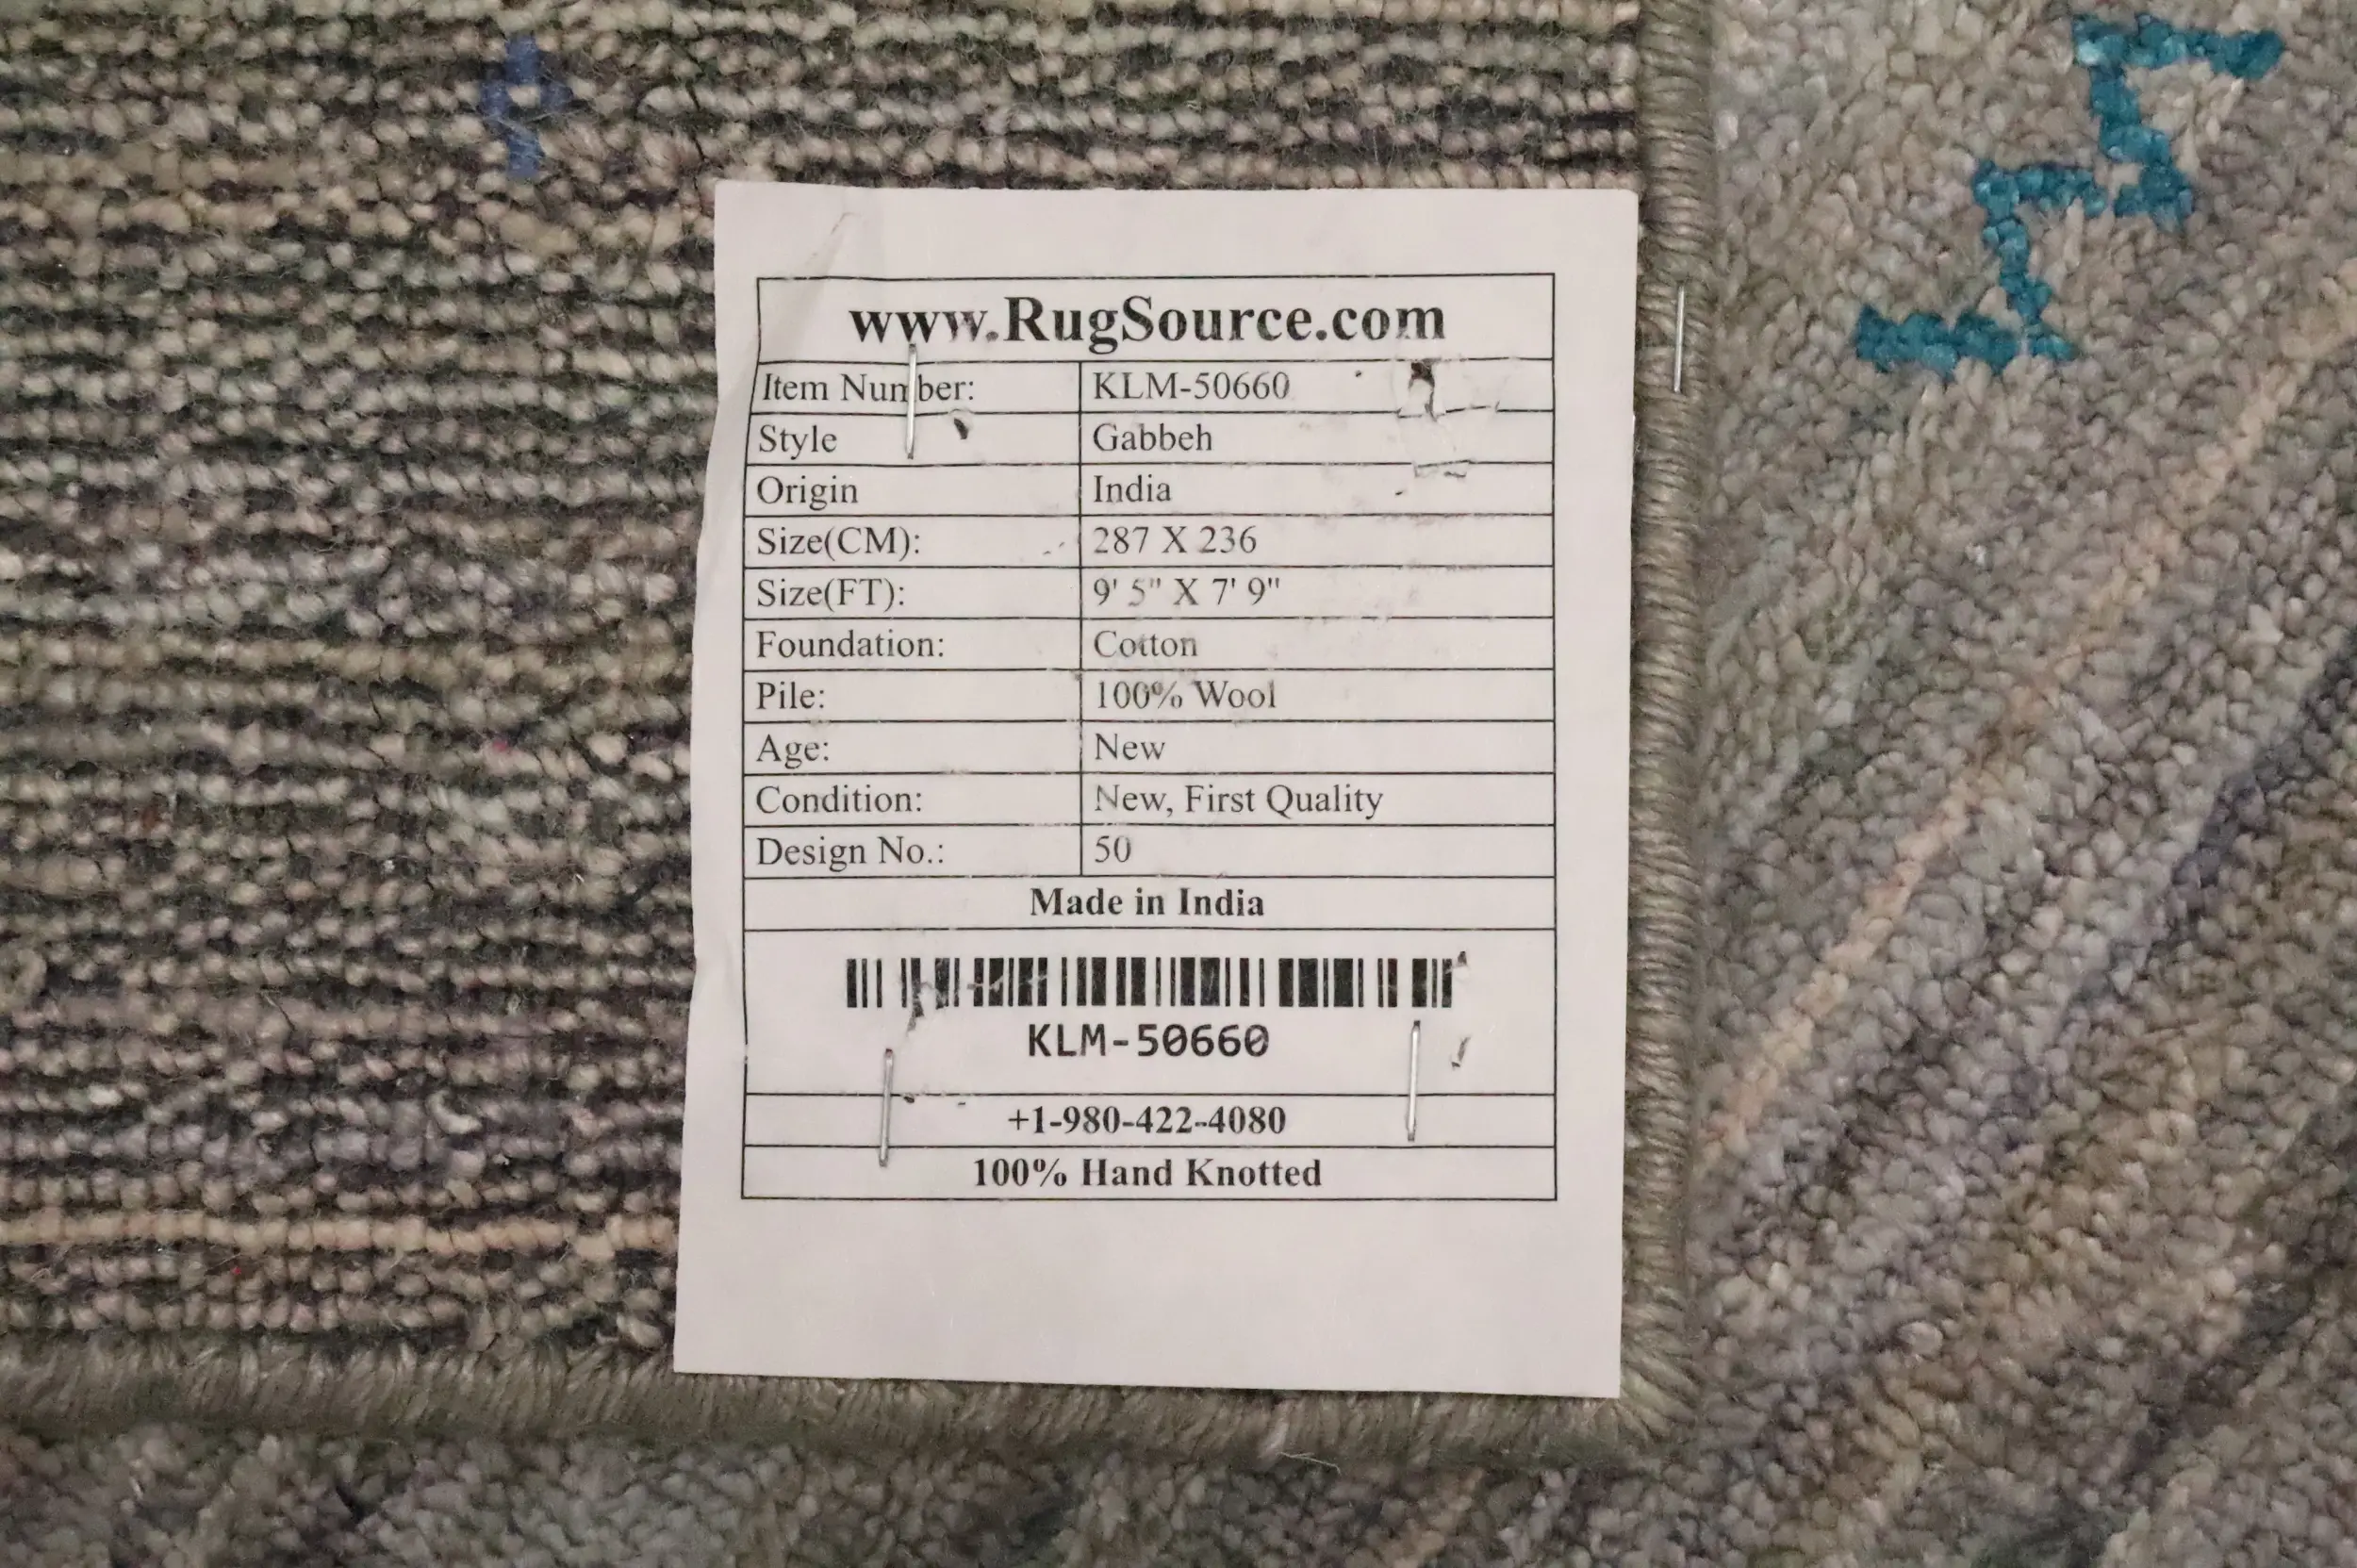 www.RugSource.com
Item Number: KLM-50660
Style Gabbeh
Origin India
Size(CM): 287 X 236
Size(FT): 9' 5" X 7' 9"
Foundation: Cotton
Pile: 100% Wool
Age: New
Condition: New, First Quality
Design No.: 50
Made in India
KLM-50660
+1-980-422-4080
100% Hand Knotted